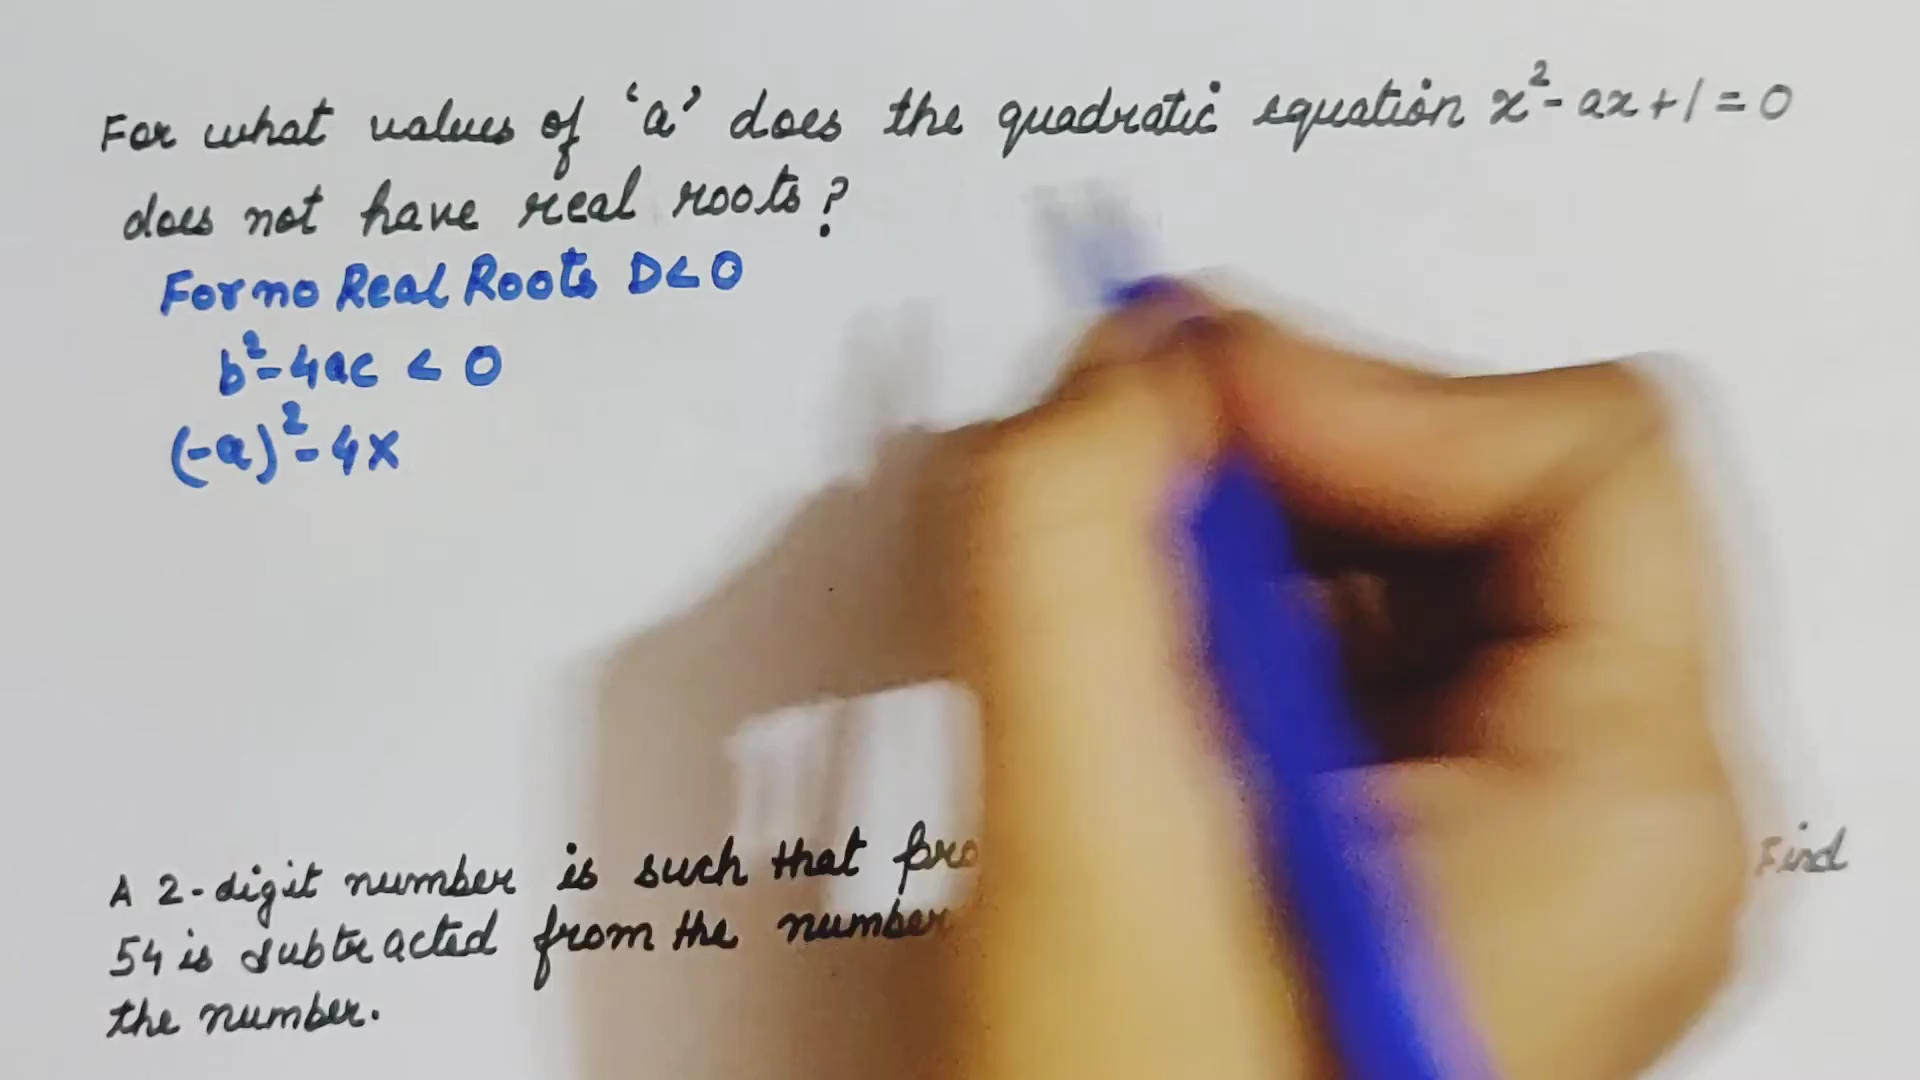 For what values of 'a' does the quadratic equation x²- ax + 1 = 0
does not have real roots?
For no Real Roots D < 0
b²- 4ac < 0
(-a)²- 4x
A 2-digit number is such that Find
54 is subtracted from the number
the number.